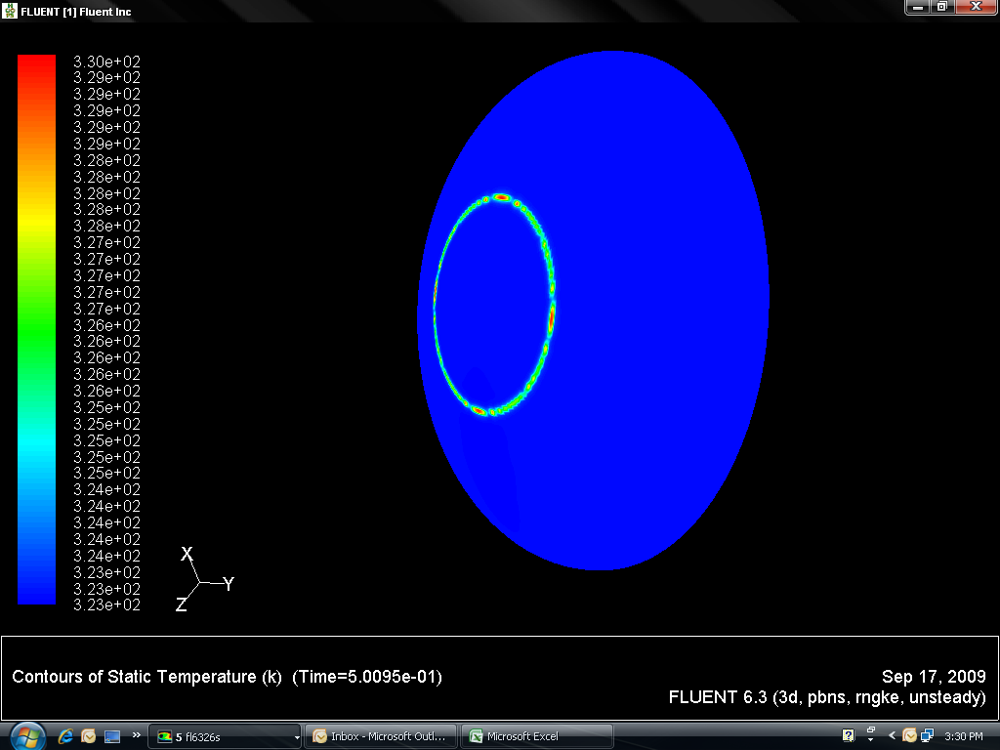 FLUENT [1] Fluent Inc
3.30e+02
3.29e+02
3.29e+02
3.29e+02
3.29e+02
3.28e+02
3.28e+02
3.28e+02
3.28e+02
3.28e+02
3.28e+02
3.27e+02
3.27e+02
3.27e+02
3.27e+02
3.27e+02
3.26e+02
3.26e+02
3.26e+02
3.26e+02
3.26e+02
3.25e+02
3.25e+02
3.25e+02
3.25e+02
3.25e+02
3.24e+02
3.24e+02
3.24e+02
3.24e+02
3.24e+02
3.23e+02
3.23e+02
3.23e+02
X
Y
Z
Contours of Static Temperature (k) (Time=5.0095e-01)
Sep 17, 2009
FLUENT 6.3 (3d, pbns, rngke, unsteady)
5 fl6326s
Inbox - Microsoft Outl...
Microsoft Excel
3:30 PM